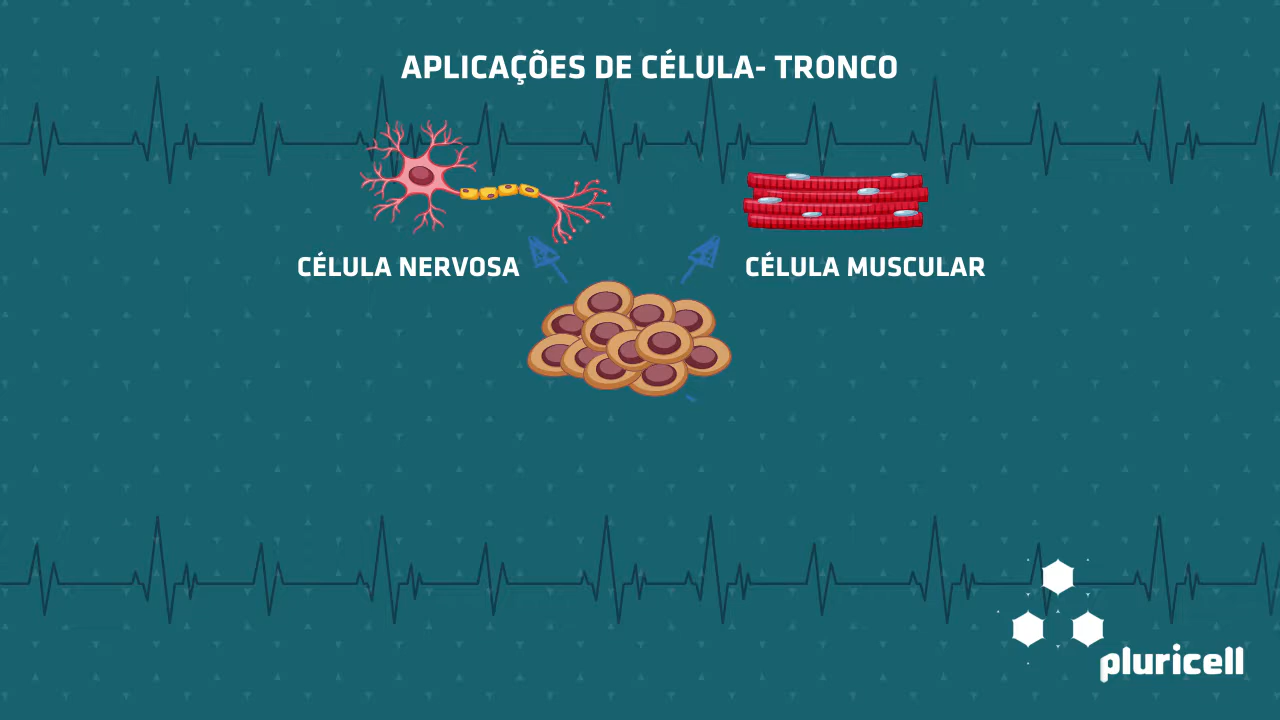 APLICAÇÕES DE CÉLULA- TRONCO
CÉLULA NERVOSA
CÉLULA MUSCULAR
pluricell